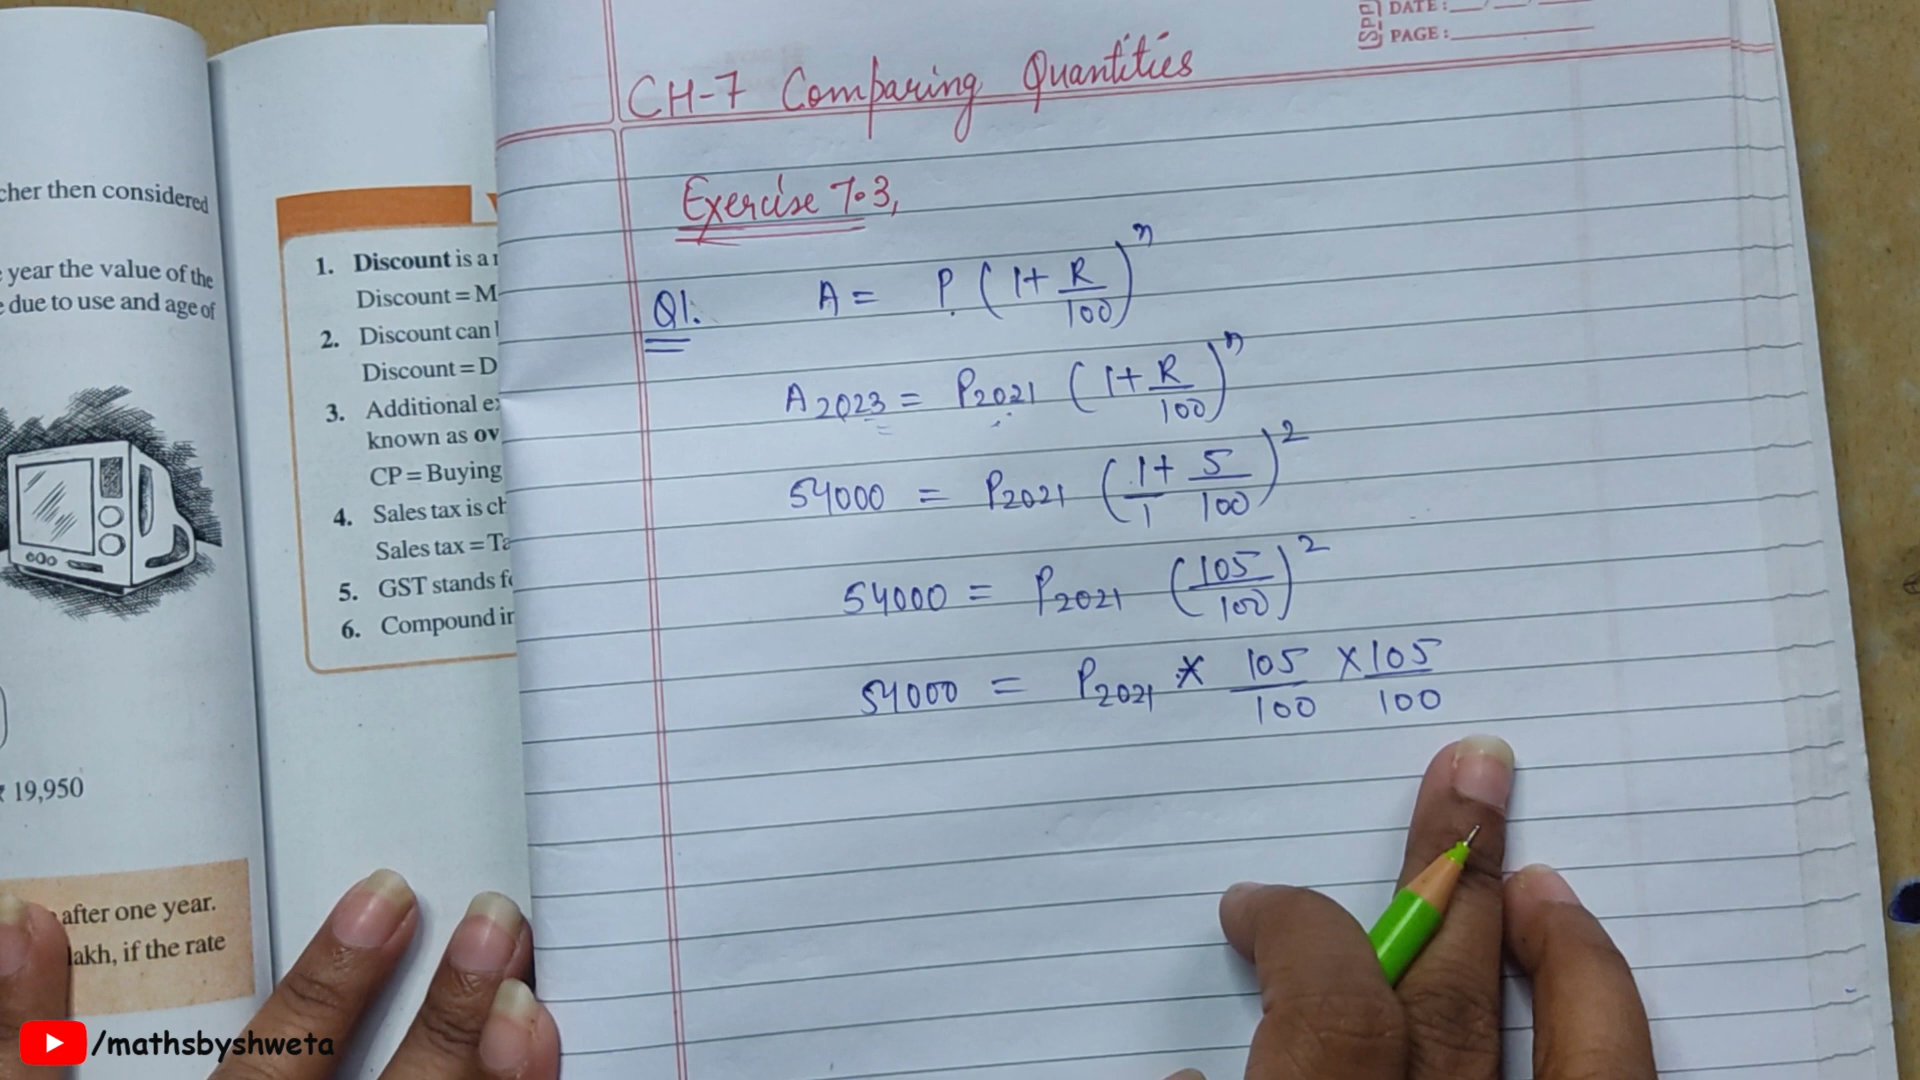 DATE:
PAGE:
cher then considered
year the value of the
due to use and age of
₹ 19,950
after one year.
lakh, if the rate
1. Discount is a
Discount = M
2. Discount can
Discount = D
3. Additional e
known as ov
CP = Buying
4. Sales tax is ch
Sales tax = Ta
5. GST stands fo
6. Compound in
CH-7 Comparing Quantities
Exercise 7.3,
Q1: A = P (1 + R/100)^n
A2023 = P2021 (1 + R/100)^n
54000 = P2021 (1/1 + 5/100)^2
54000 = P2021 (105/100)^2
54000 = P2021 × 105/100 × 105/100
/mathsbyshweta